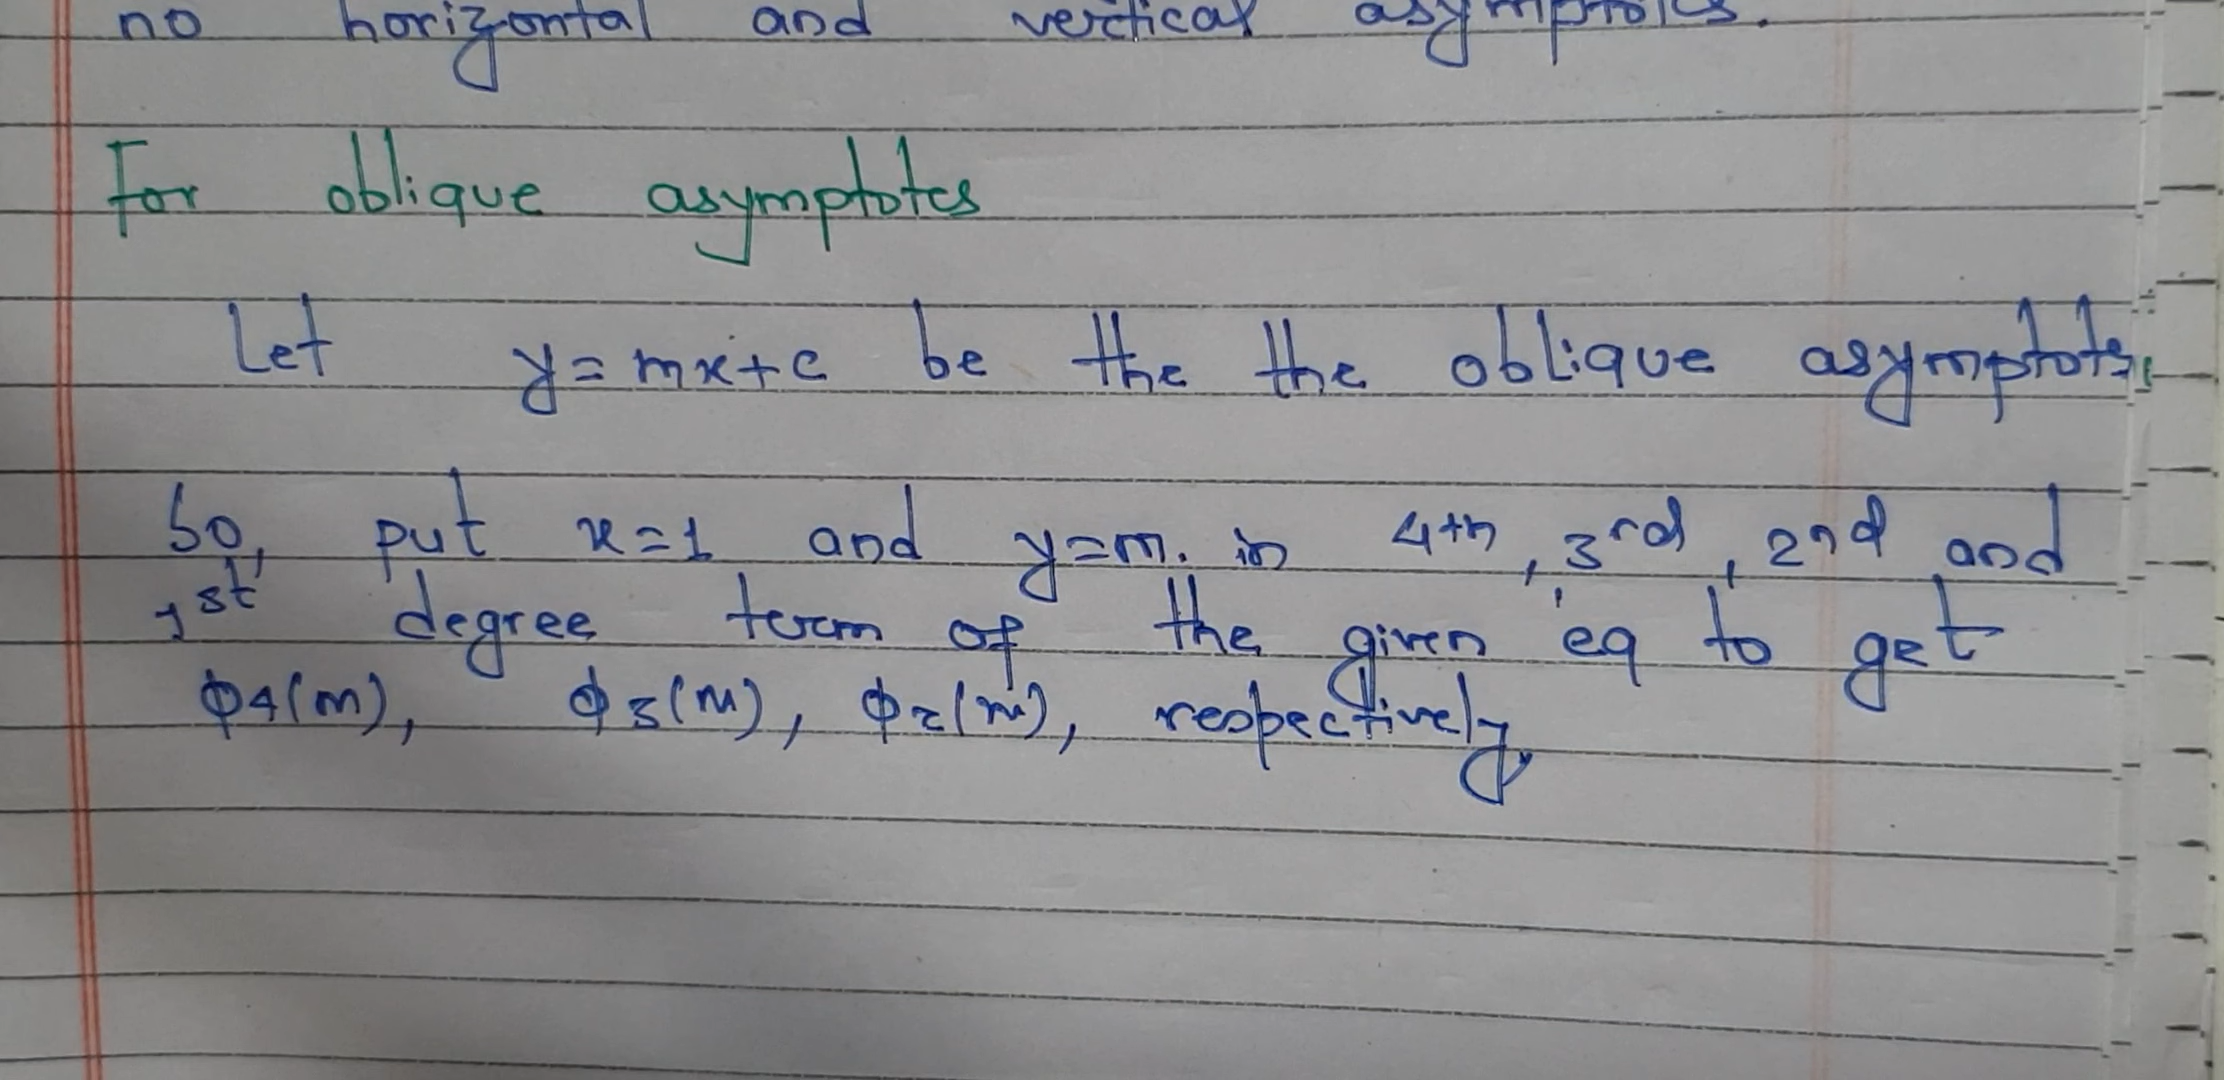 no horizontal and vertical asymptotes.
For oblique asymptotes
Let y=mx+c be the the oblique asymptote,
So, put x=1 and y=m. in 4th, 3rd, 2nd and
1st degree term of the given eq to get
ϕ4(m), ϕ3(m), ϕ2(m), respectively